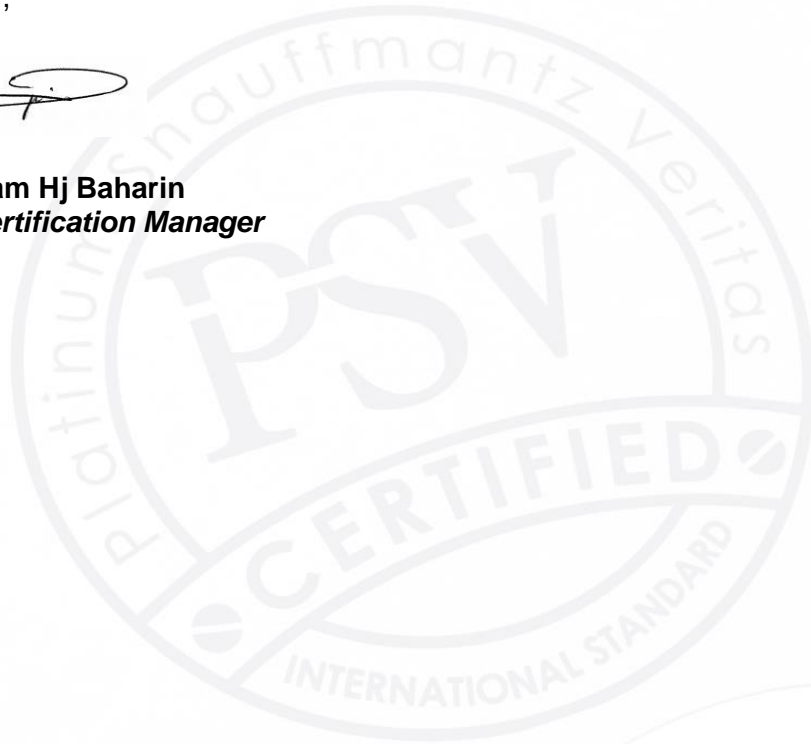 ,
am Hj Baharin
ertification Manager
Platinum Shauffmantz Veritas
PSV
CERTIFIED
INTERNATIONAL STANDARD